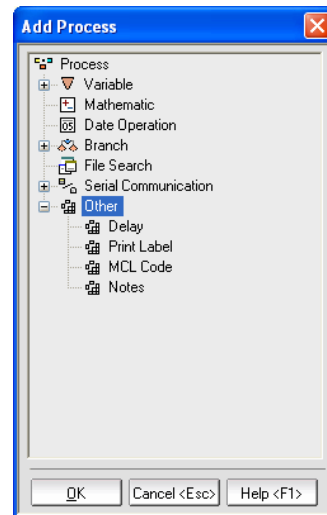 Add Process
Process
Variable
Mathematic
05 Date Operation
Branch
File Search
Serial Communication
Other
Delay
Print Label
MCL Code
Notes
OK Cancel <Esc> Help <F1>